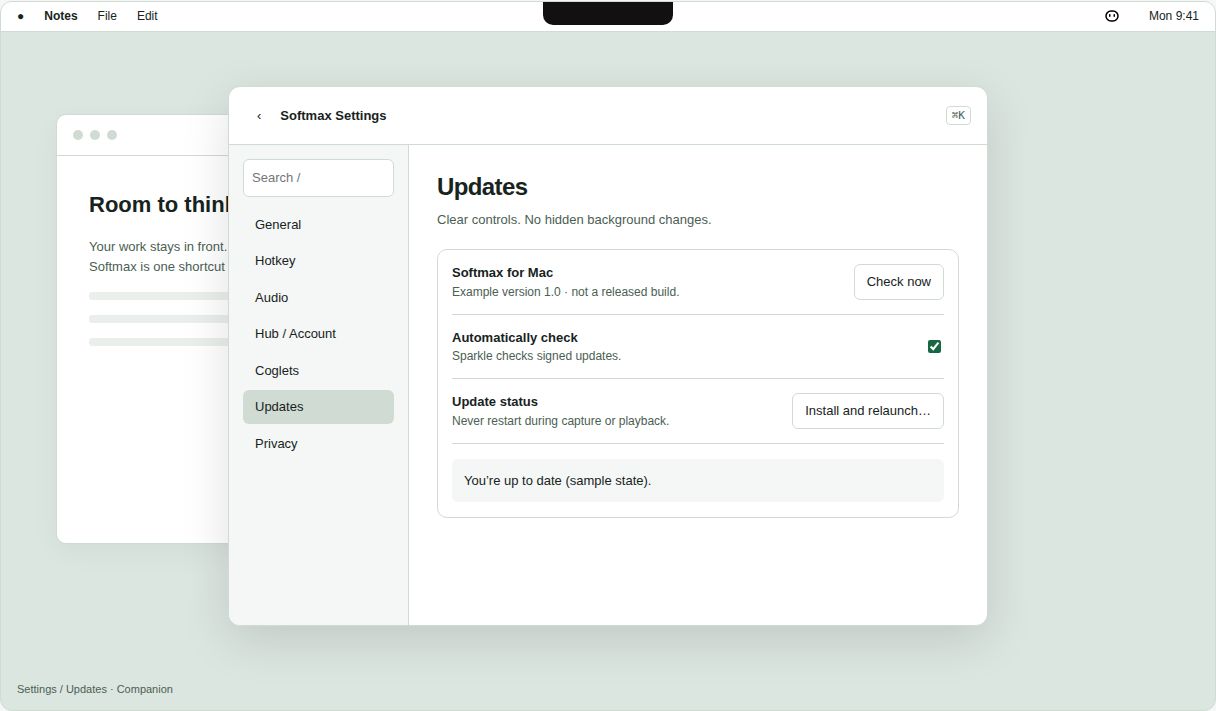 Notes File Edit Mon 9:41
‹ Softmax Settings ⌘K
Room to think
Your work stays in front.
Softmax is one shortcut
Search /
General
Hotkey
Audio
Hub / Account
Coglets
Updates
Privacy
Updates
Clear controls. No hidden background changes.
Softmax for Mac
Example version 1.0 · not a released build.
Check now
Automatically check
Sparkle checks signed updates.
Update status
Never restart during capture or playback.
Install and relaunch…
You’re up to date (sample state).
Settings / Updates · Companion